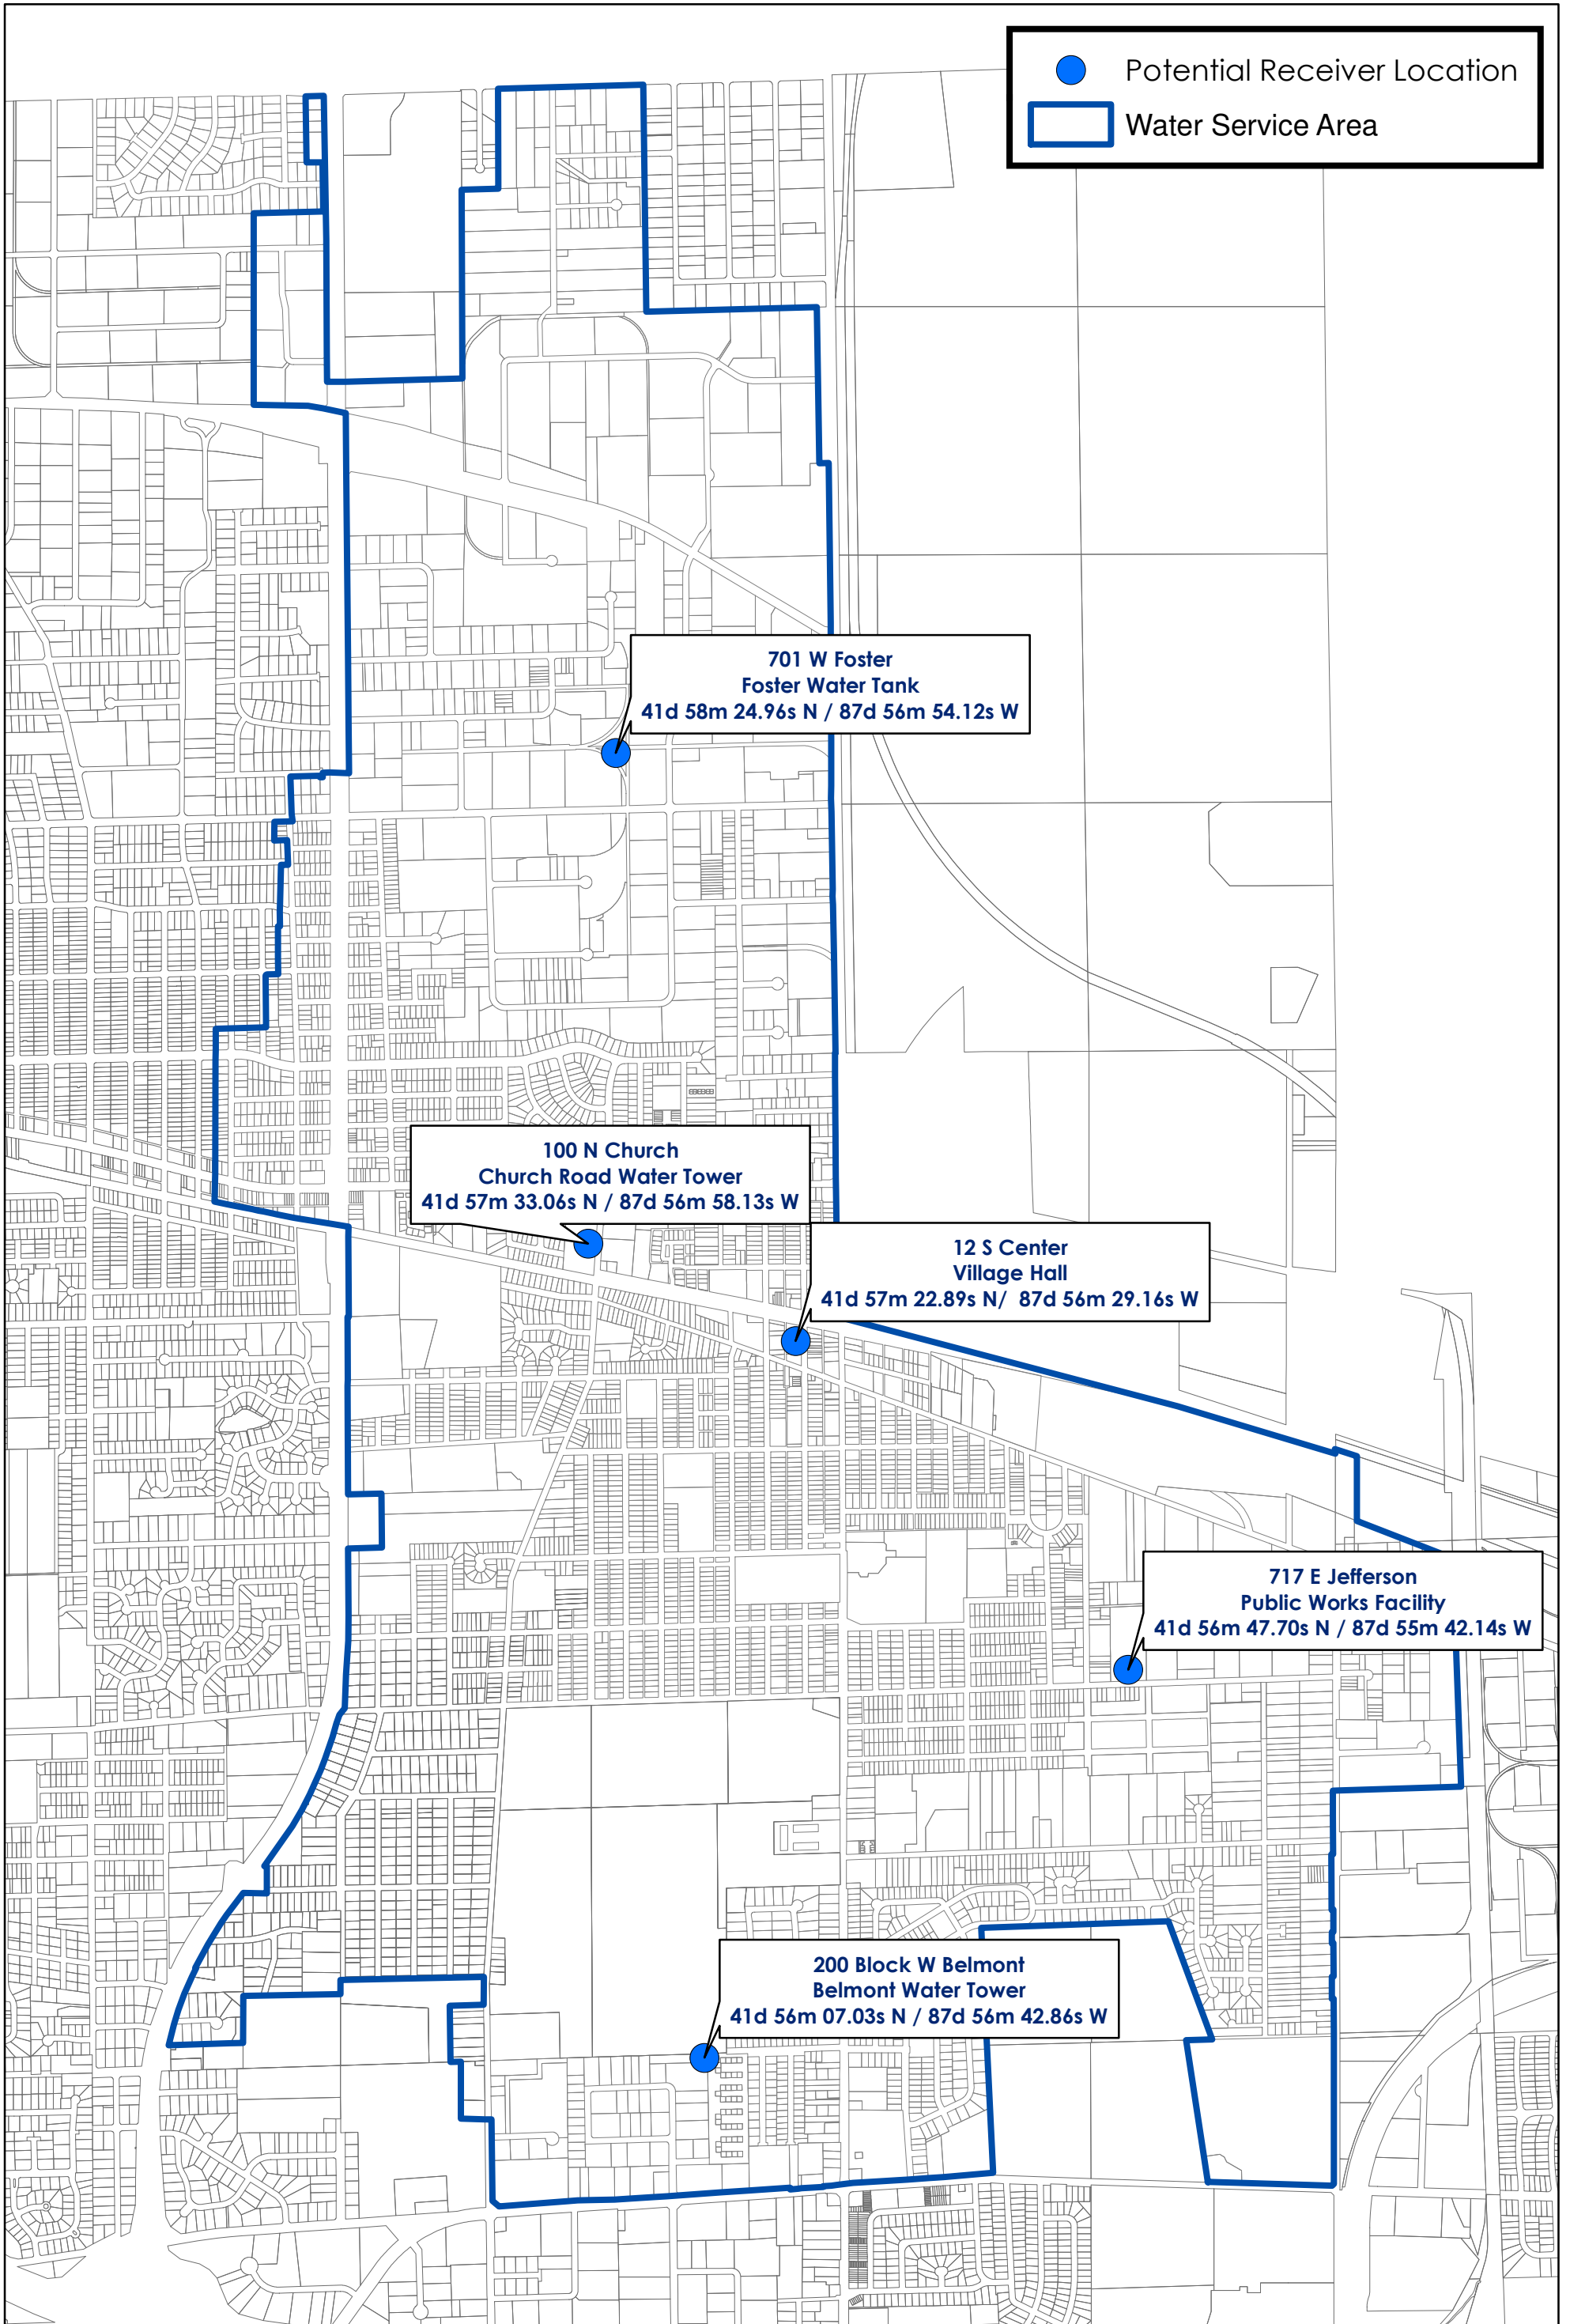 Potential Receiver Location
Water Service Area
701 W Foster
Foster Water Tank
41d 58m 24.96s N / 87d 56m 54.12s W
100 N Church
Church Road Water Tower
41d 57m 33.06s N / 87d 56m 58.13s W
12 S Center
Village Hall
41d 57m 22.89s N/  87d 56m 29.16s W
717 E Jefferson
Public Works Facility
41d 56m 47.70s N / 87d 55m 42.14s W
200 Block W Belmont
Belmont Water Tower
41d 56m 07.03s N / 87d 56m 42.86s W